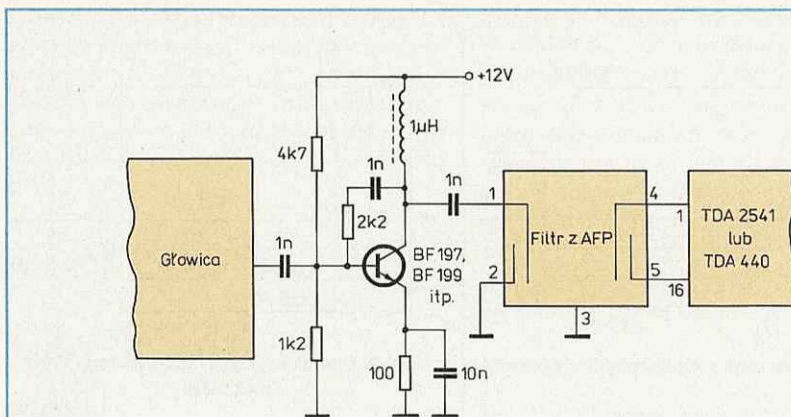 +12V
1µH
4k7
1n
2k2
1n
Głowica
1n
BF197,
BF199
itp.
1k2
100
10n
1
2
Filtr z AFP
3
4
5
1
16
TDA 2541
lub
TDA 440